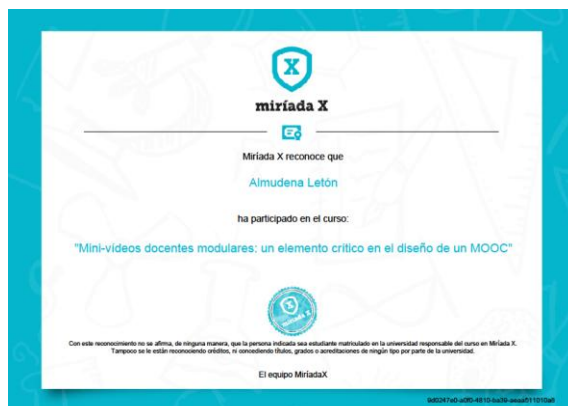 X
miríada X
Miríada X reconoce que
Almudena Letón
ha participado en el curso:
"Mini-vídeos docentes modulares: un elemento crítico en el diseño de un MOOC"
X
Con este reconocimiento no se afirma, de ninguna manera, que la persona indicada sea estudiante matriculado en la universidad responsable del curso en Miríada X.
Tampoco se le están reconociendo créditos, ni concediendo títulos, grados o acreditaciones de ningún tipo por parte de la universidad.
El equipo MiríadaX